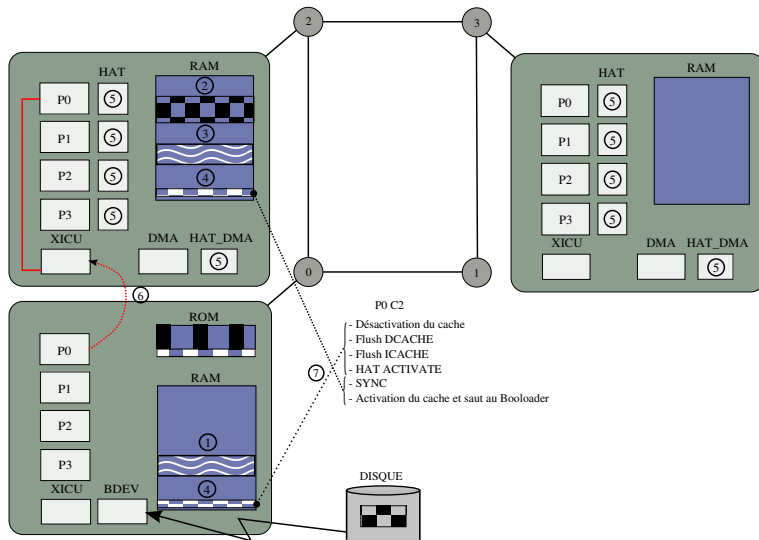 2
3
HAT
RAM
P0
5
2
P1
5
3
P2
5
4
P3
5
XICU
DMA
HAT_DMA
5
6
HAT
RAM
P0
5
P1
5
P2
5
P3
5
XICU
DMA
HAT_DMA
5
0
1
ROM
P0
P1
P2
P3
RAM
1
4
XICU
BDEV
7
P0 C2
- Désactivation du cache
- Flush DCACHE
- Flush ICACHE
- HAT ACTIVATE
- SYNC
- Activation du cache et saut au Booloader
DISQUE